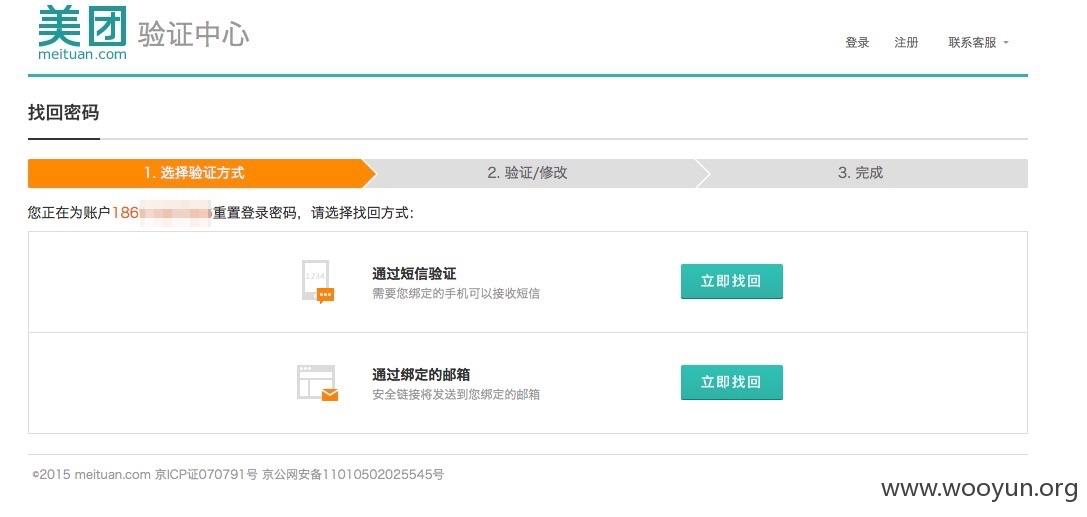 美团 验证中心
meituan.com
登录 注册 联系客服
找回密码
1. 选择验证方式 2. 验证/修改 3. 完成
您正在为账户186 重置登录密码，请选择找回方式：
1234
通过短信验证
需要您绑定的手机可以接收短信
立即找回
通过绑定的邮箱
安全链接将发送到您绑定的邮箱
立即找回
©2015 meituan.com 京ICP证070791号 京公网安备11010502025545号
www.wooyun.org